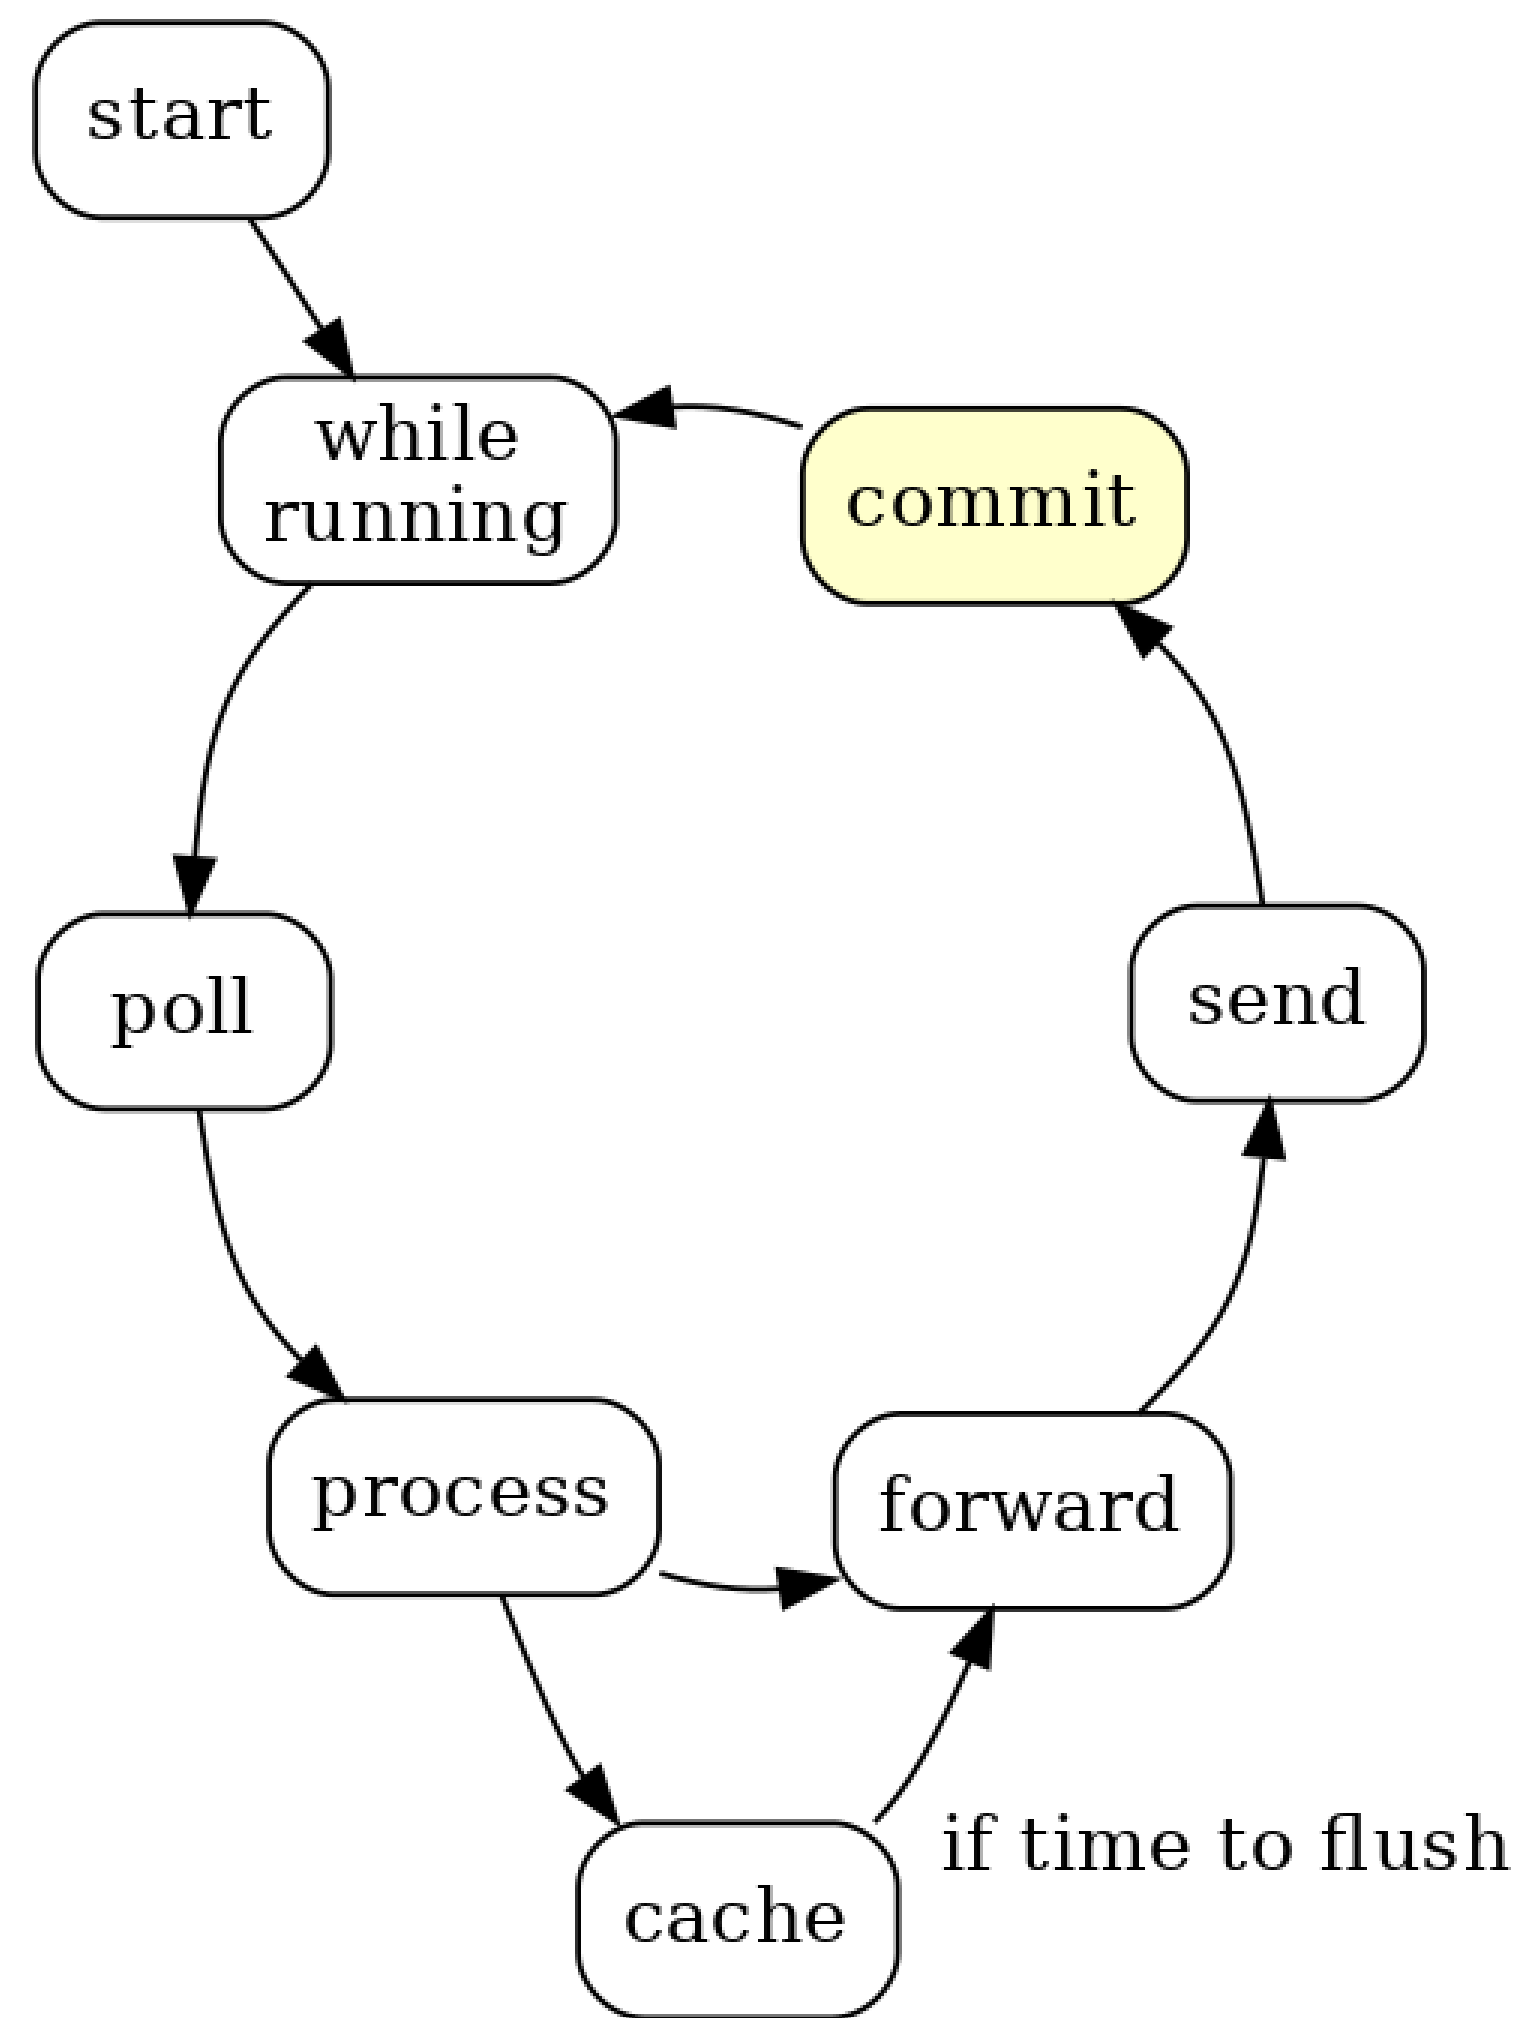 start
while
running
commit
poll
send
process
forward
if time to flush
cache